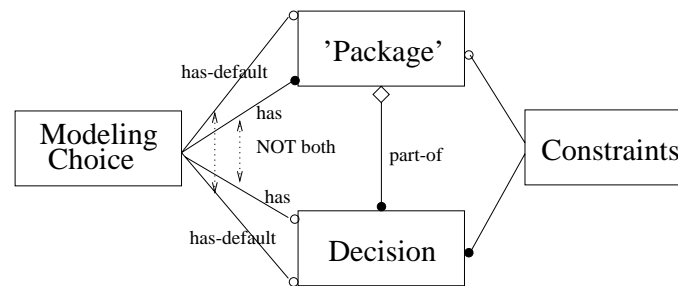 ’Package’
has-default
has
Modeling
Choice
NOT both
part-of
Constraints
has
has-default
Decision